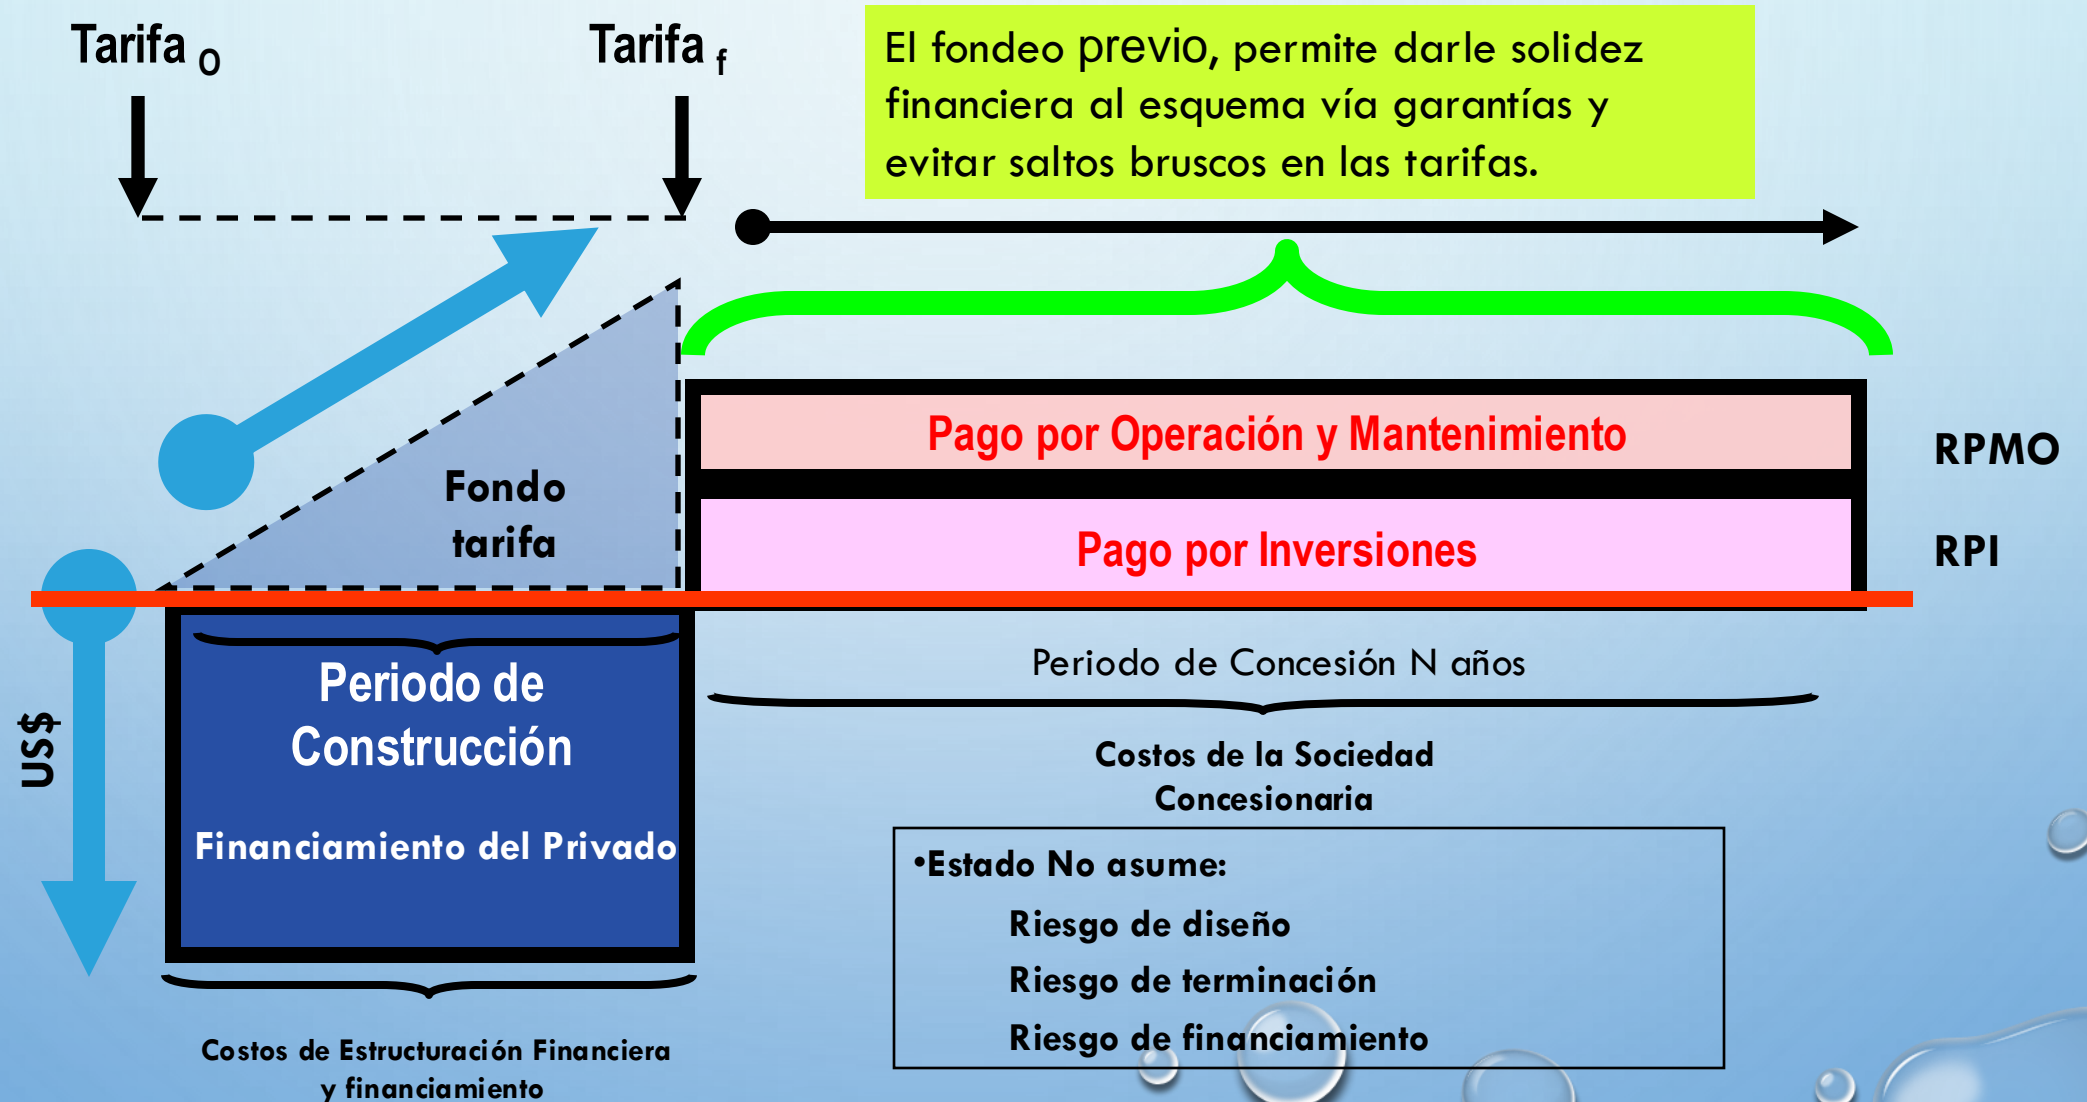 Tarifa O
Tarifa f
El fondeo previo, permite darle solidez
financiera al esquema vía garantías y
evitar saltos bruscos en las tarifas.
Fondo
tarifa
Pago por Operación y Mantenimiento
RPMO
Pago por Inversiones
RPI
US$
Periodo de
Construcción
Financiamiento del Privado
Periodo de Concesión N años
Costos de la Sociedad
Concesionaria
•Estado No asume:
Riesgo de diseño
Riesgo de terminación
Riesgo de financiamiento
Costos de Estructuración Financiera
y financiamiento